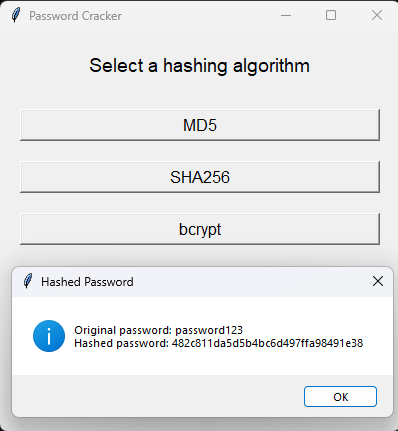 Password Cracker
Select a hashing algorithm
MD5
SHA256
bcrypt
Hashed Password
Original password: password123
Hashed password: 482c811da5d5b4bc6d497ffa98491e38
OK